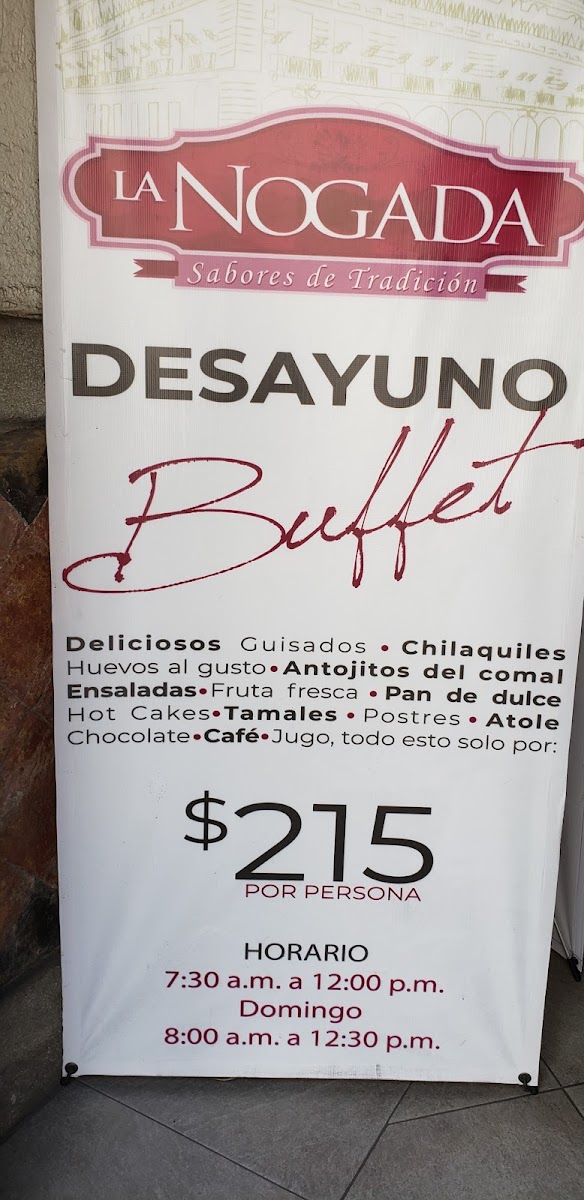 LA NOGADA
Sabores de Tradición
DESAYUNO
Buffet
Deliciosos Guisados • Chilaquiles
Huevos al gusto • Antojitos del comal
Ensaladas • Fruta fresca • Pan de dulce
Hot Cakes • Tamales • Postres • Atole
Chocolate • Café • Jugo, todo esto solo por:
$215
POR PERSONA
HORARIO
7:30 a.m. a 12:00 p.m.
Domingo
8:00 a.m. a 12:30 p.m.